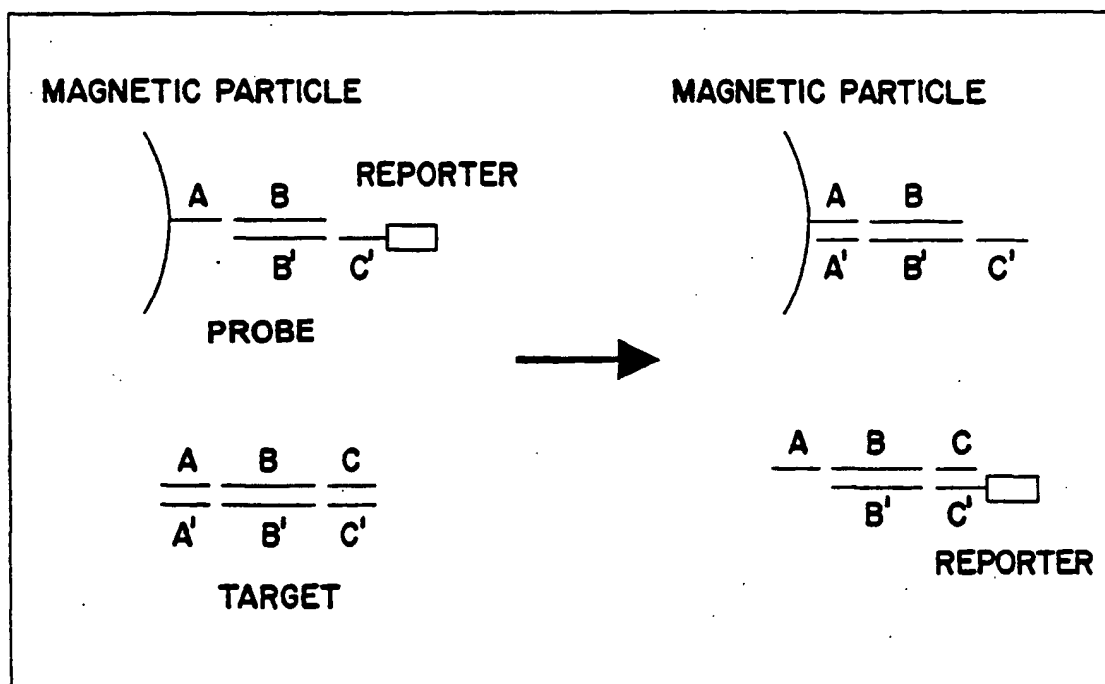 MAGNETIC PARTICLE
A B REPORTER
B' C'
PROBE
A B C
A' B' C'
TARGET
MAGNETIC PARTICLE
A B
A' B' C'
A B C
B' C'
REPORTER